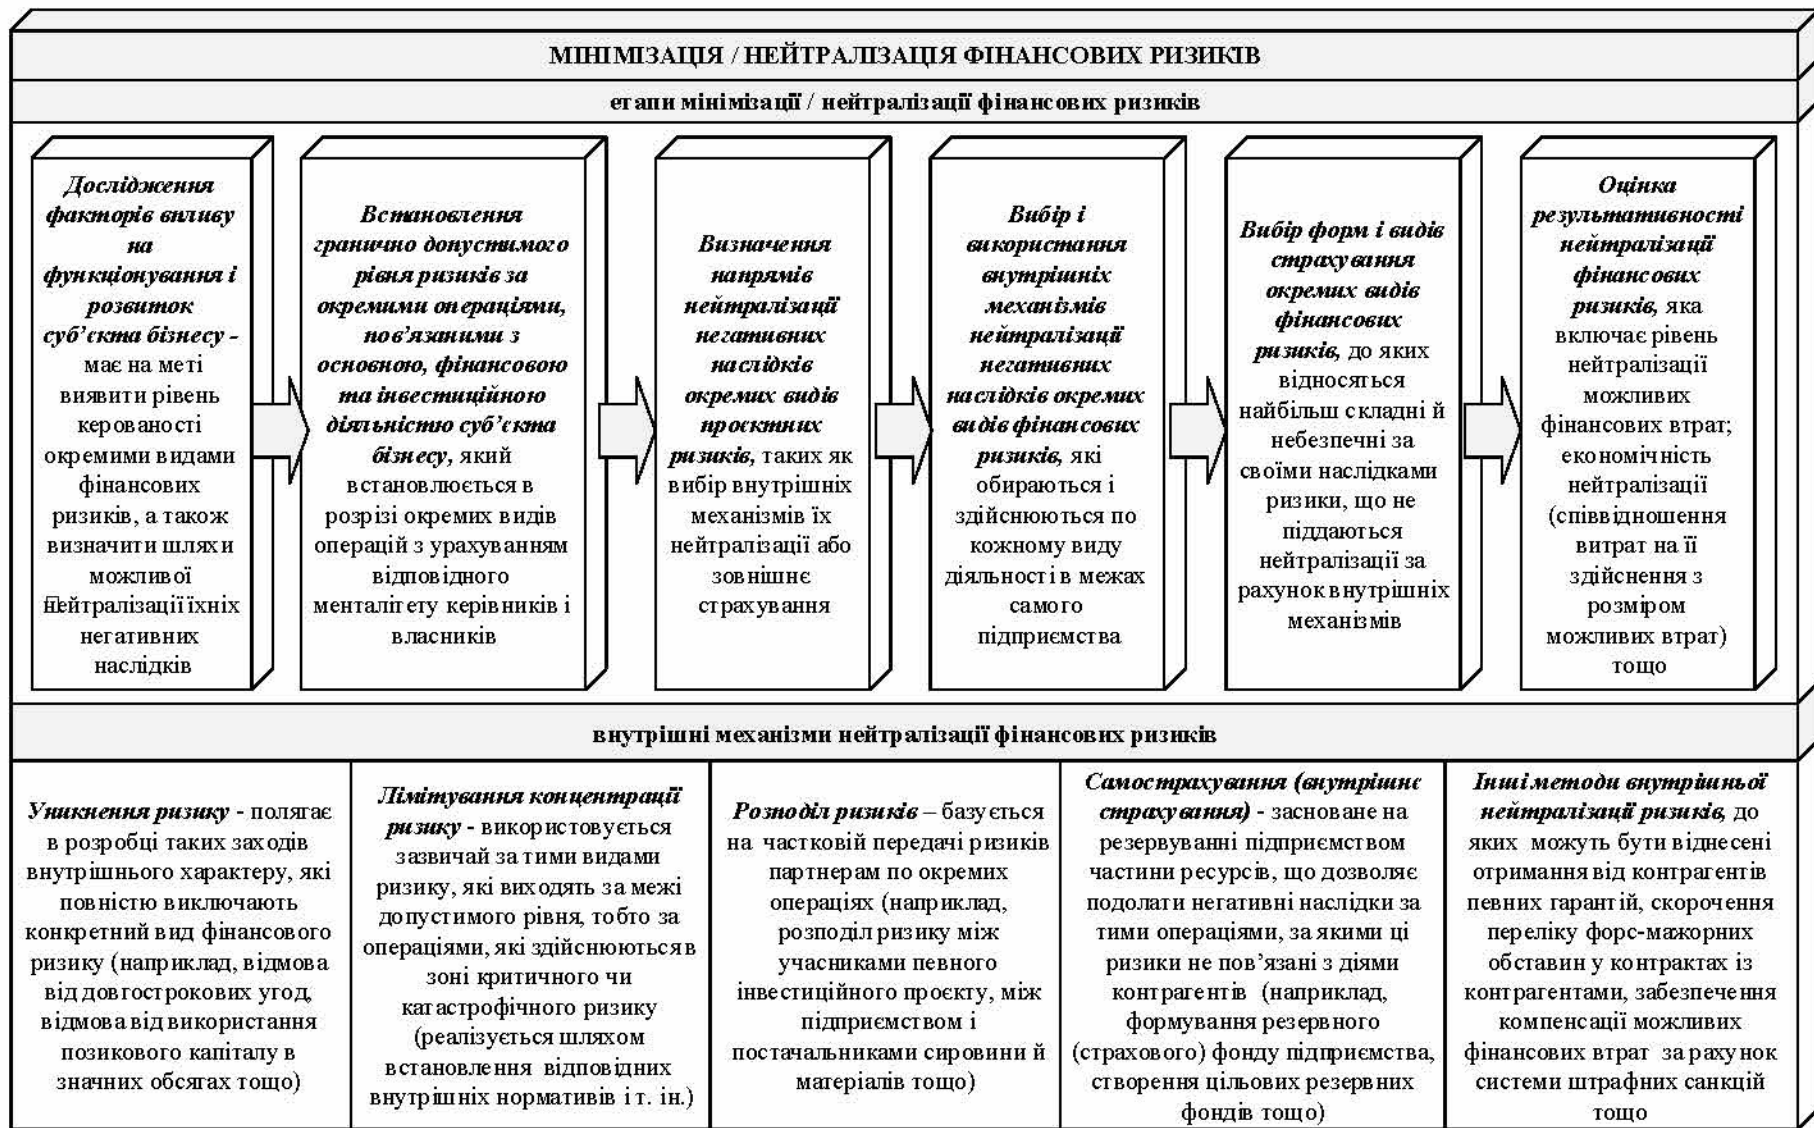 МІНІМІЗАЦІЯ / НЕЙТРАЛІЗАЦІЯ ФІНАНСОВИХ РИЗИКІВ
етапи мінімізації / нейтралізації фінансових ризиків
Дослідження
факторів впливу
на
функціонування і
розвиток
суб’єкта бізнесу -
має на меті
виявити рівень
керованості
окремими видами
фінансових
ризиків, а також
визначити шляхи
можливої
нейтралізації їхніх
негативних
наслідків
Встановлення
гранично допустимого
рівня ризиків за
окремими операціями,
пов’язаними з
основною, фінансовою
та інвестиційною
діяльністю суб’єкта
бізнесу, який
встановлюється в
розрізі окремих видів
операцій з урахуванням
відповідного
менталітету керівників і
власників
Визначення
напрямів
нейтралізації
негативних
наслідків
окремих видів
проєктних
ризиків, таких як
вибір внутрішніх
механізмів їх
нейтралізації або
зовнішнє
страхування
Вибір і
використання
внутрішніх
механізмів
нейтралізації
негативних
наслідків окремих
видів фінансових
ризиків, які
обираються і
здійснюються по
кожному виду
діяльності в межах
самого
підприємства
Вибір форм і видів
страхування
окремих видів
фінансових
ризиків, до яких
відносяться
найбільш складні й
небезпечні за
своїми наслідками
ризики, що не
піддаються
нейтралізації за
рахунок внутрішніх
механізмів
Оцінка
результативності
нейтралізації
фінансових
ризиків, яка
включає рівень
нейтралізації
можливих
фінансових втрат;
економічність
нейтралізації
(співвідношення
витрат на її
здійснення з
розміром
можливих втрат)
тощо
внутрішні механізми нейтралізації фінансових ризиків
Уникнення ризику - полягає
в розробці таких заходів
внутрішнього характеру, які
повністю виключають
конкретний вид фінансового
ризику (наприклад, відмова
від довгострокових угод,
відмова від використання
позикового капіталу в
значних обсягах тощо)
Лімітування концентрації
ризику - використовується
зазвичай за тими видами
ризику, які виходять за межі
допустимого рівня, тобто за
операціями, які здійснюються в
зоні критичного чи
катастрофічного ризику
(реалізується шляхом
встановлення відповідних
внутрішніх нормативів і т. ін.)
Розподіл ризиків – базується
на частковій передачі ризиків
партнерам по окремих
операціях (наприклад,
розподіл ризику між
учасниками певного
інвестиційного проєкту, між
підприємством і
постачальниками сировини й
матеріалів тощо)
Самострахування (внутрішнє
страхування) - засноване на
резервуванні підприємством
частини ресурсів, що дозволяє
подолати негативні наслідки за
тими операціями, за якими ці
ризики не пов’язані з діями
контрагентів (наприклад,
формування резервного
(страхового) фонду підприємства,
створення цільових резервних
фондів тощо)
Інші методи внутрішньої
нейтралізації ризиків, до
яких можуть бути віднесені
отримання від контрагентів
певних гарантій, скорочення
переліку форс-мажорних
обставин у контрактах із
контрагентами, забезпечення
компенсації можливих
фінансових втрат за рахунок
системи штрафних санкцій
тощо